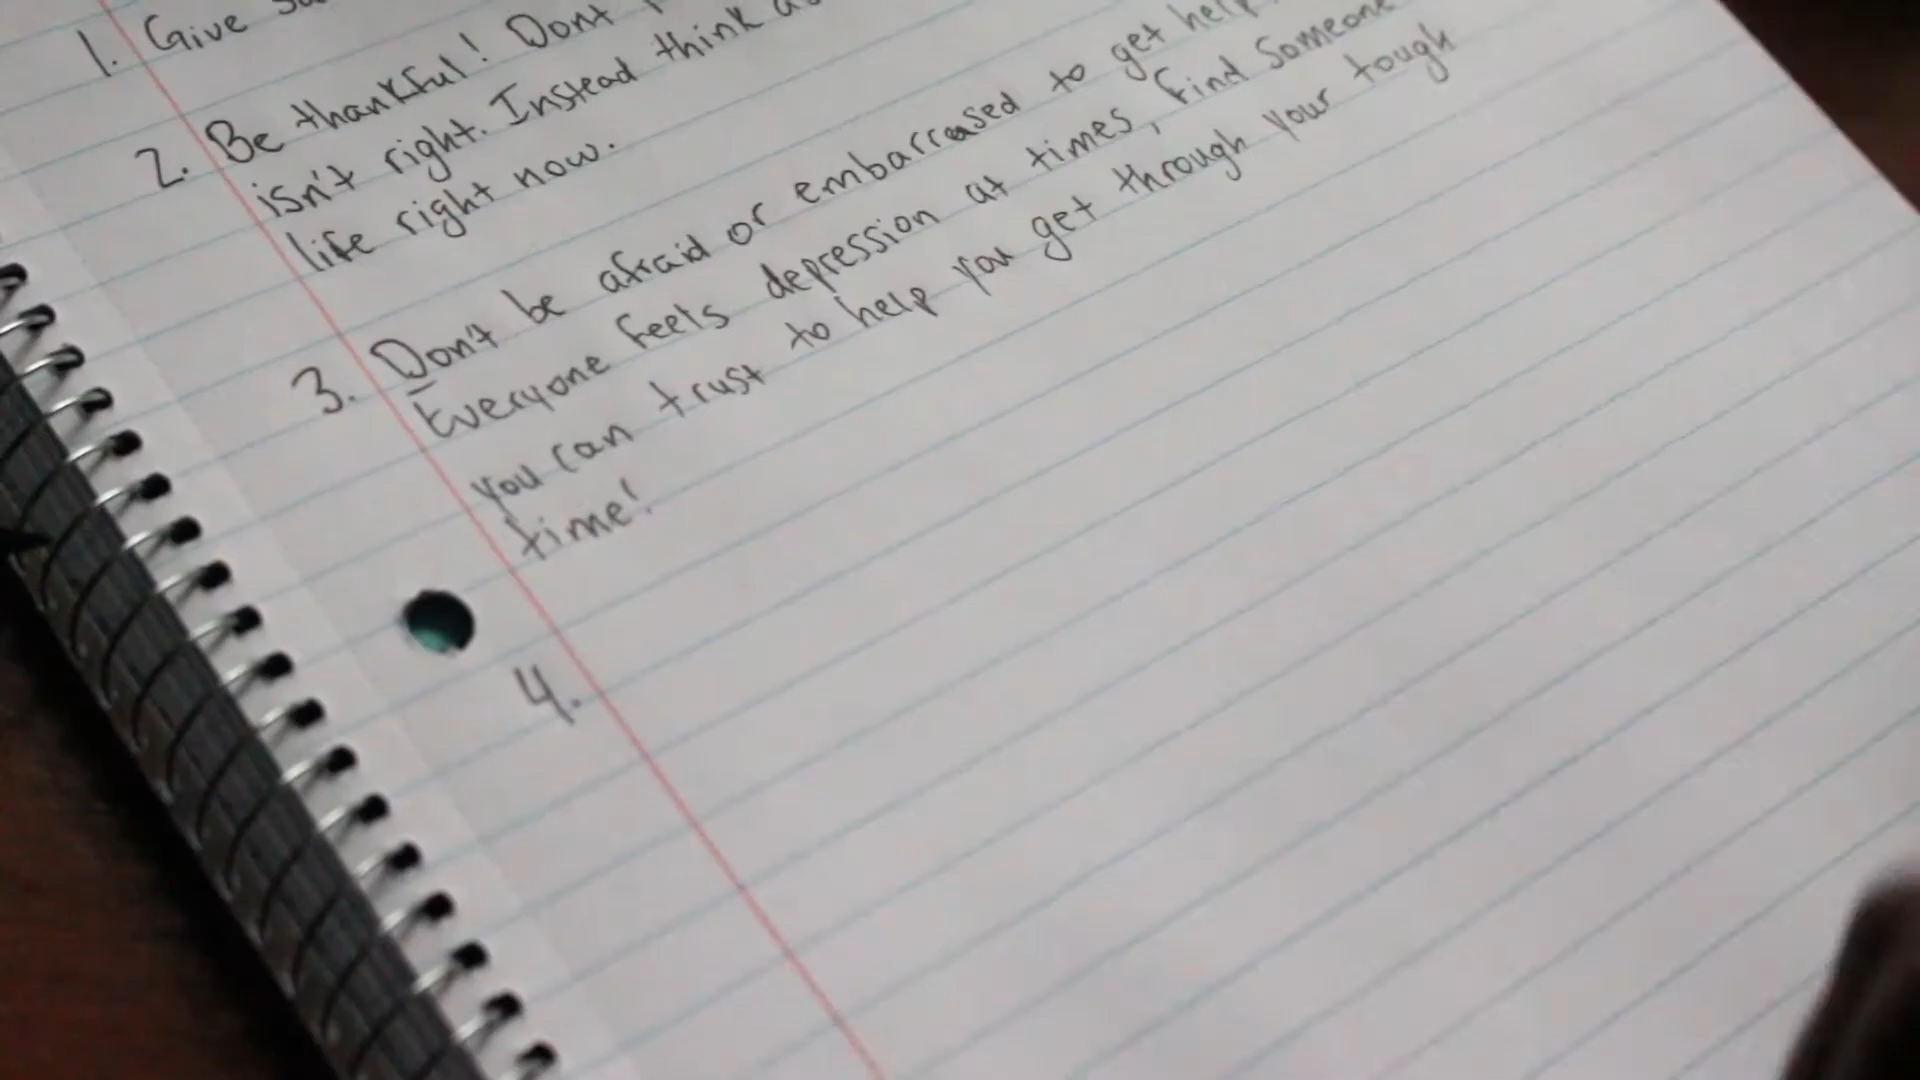 1. Give
2. Be thankful! Dont
isn't right. Instead think
life right now.
3. Don't be afraid or embarrased to get help.
Everyone feels depression at times, find someone
you can trust to help you get through your tough
time!
4.